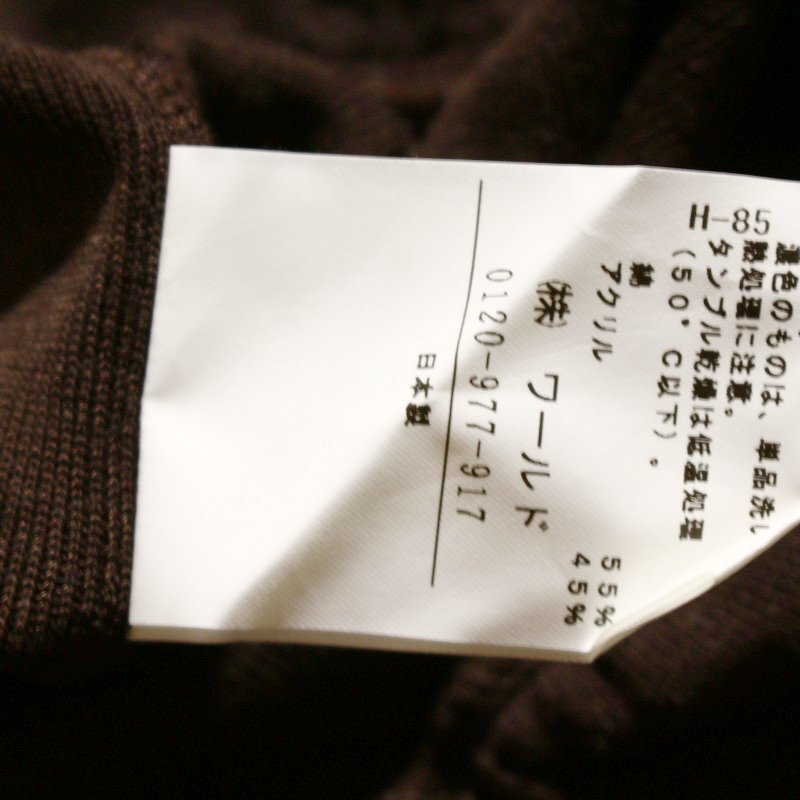 H-85
濃色のものは、単品洗い
熱処理に注意。
タンブル乾燥は低温処理
(50°C以下)。
綿 55%
アクリル 45%
(株) ワールド
0120-977-917
日本製